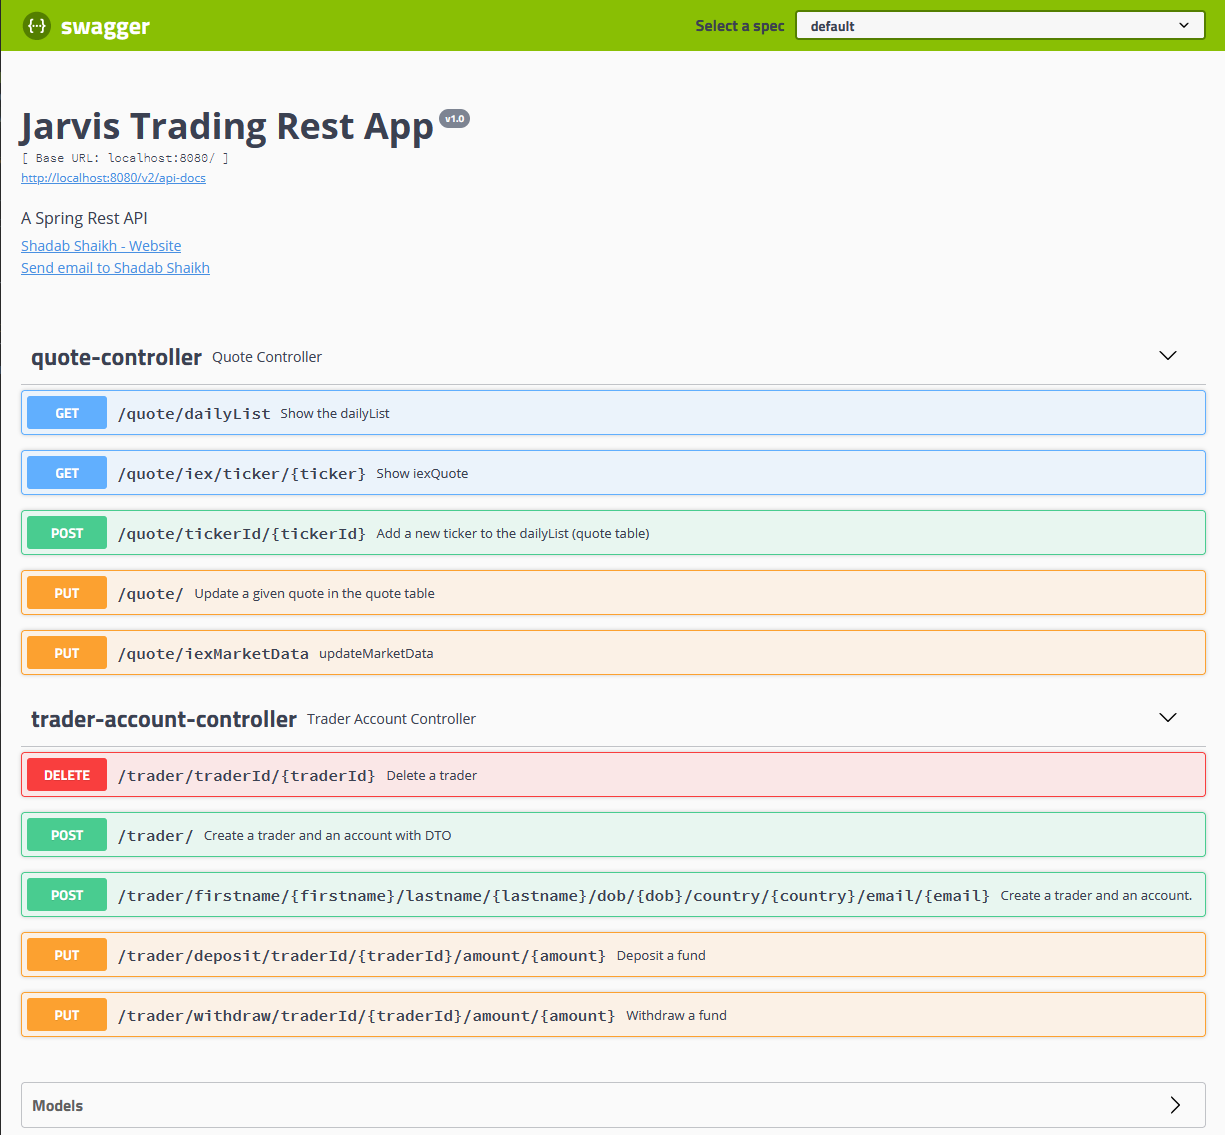 swagger Select a spec default
Jarvis Trading Rest App v1.0
[ Base URL: localhost:8080/ ]
http://localhost:8080/v2/api-docs
A Spring Rest API
Shadab Shaikh - Website
Send email to Shadab Shaikh
quote-controller Quote Controller
GET /quote/dailyList Show the dailyList
GET /quote/iex/ticker/{ticker} Show iexQuote
POST /quote/tickerId/{tickerId} Add a new ticker to the dailyList (quote table)
PUT /quote/ Update a given quote in the quote table
PUT /quote/iexMarketData updateMarketData
trader-account-controller Trader Account Controller
DELETE /trader/traderId/{traderId} Delete a trader
POST /trader/ Create a trader and an account with DTO
POST /trader/firstname/{firstname}/lastname/{lastname}/dob/{dob}/country/{country}/email/{email} Create a trader and an account.
PUT /trader/deposit/traderId/{traderId}/amount/{amount} Deposit a fund
PUT /trader/withdraw/traderId/{traderId}/amount/{amount} Withdraw a fund
Models